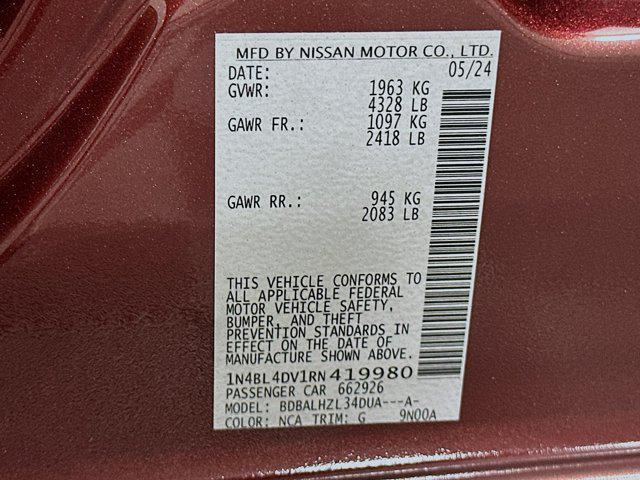 MFD BY NISSAN MOTOR CO., LTD.
DATE: 05/24
GVWR: 1963 KG
4328 LB
GAWR FR.: 1097 KG
2418 LB
GAWR RR.: 945 KG
2083 LB
THIS VEHICLE CONFORMS TO
ALL APPLICABLE FEDERAL
MOTOR VEHICLE SAFETY,
BUMPER, AND THEFT
PREVENTION STANDARDS IN
EFFECT ON THE DATE OF
MANUFACTURE SHOWN ABOVE.
1N4BL4DV1RN419980
PASSENGER CAR 662926
MODEL: BDBALHZL34DUA---A-
COLOR: NCA TRIM: G 9N00A